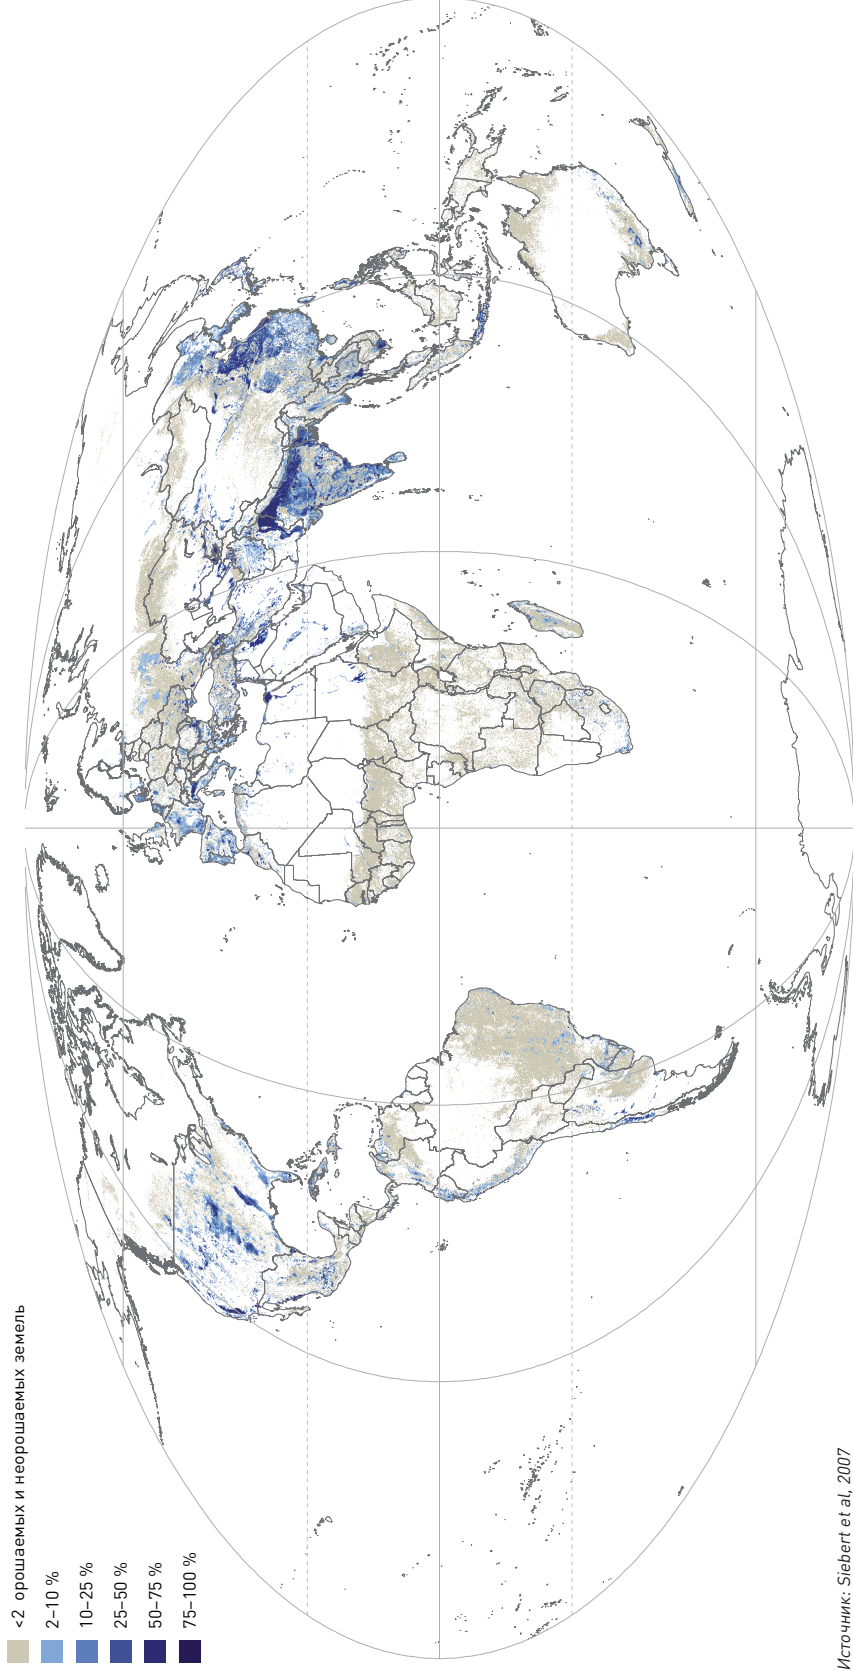 <2 орошаемых и неорошаемых земель
2–10 %
10–25 %
25–50 %
50–75 %
75–100 %
Источник: Siebert et al, 2007